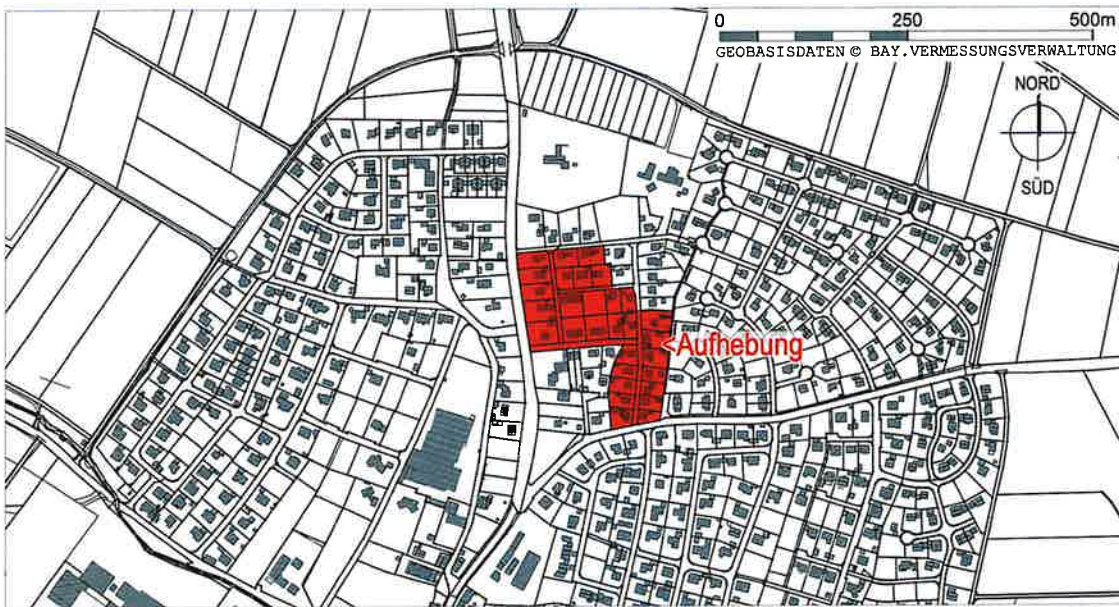 0 250 500m
GEOBASISDATEN © BAY.VERMESSUNGSVERWALTUNG
NORD
SÜD
<Aufhebung